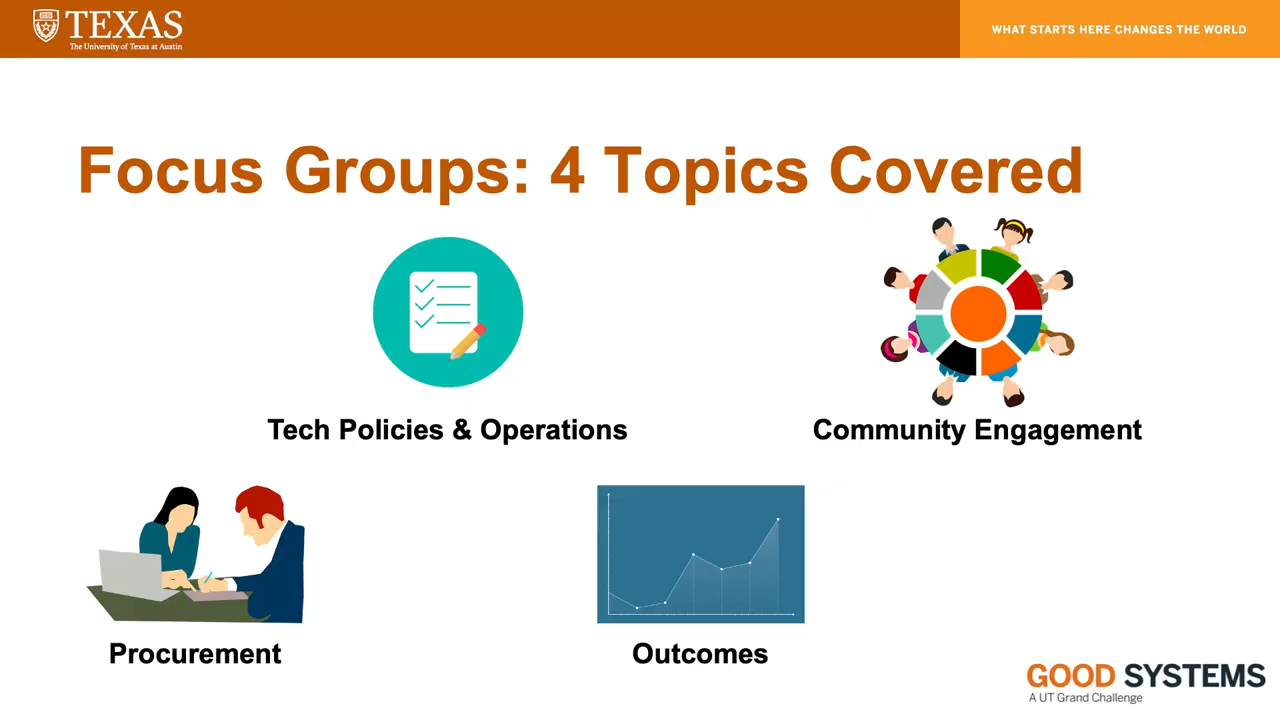 TEXAS
The University of Texas at Austin
WHAT STARTS HERE CHANGES THE WORLD
Focus Groups: 4 Topics Covered
Tech Policies & Operations
Community Engagement
Procurement
Outcomes
GOOD SYSTEMS
A UT Grand Challenge